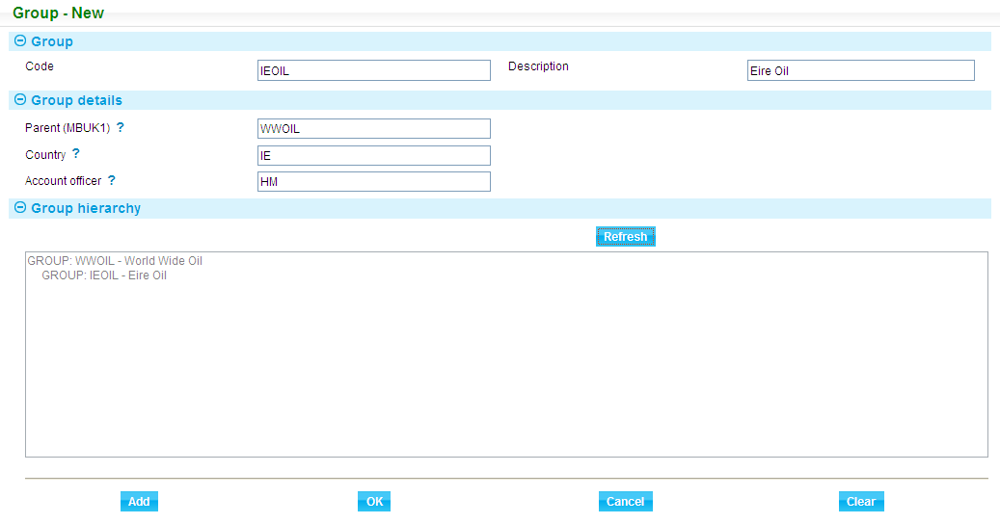 Group - New
Group
Code IEOIL Description Eire Oil
Group details
Parent (MBUK1) ? WWOIL
Country ? IE
Account officer ? HM
Group hierarchy
Refresh
GROUP: WWOIL - World Wide Oil
GROUP: IEOIL - Eire Oil
Add OK Cancel Clear